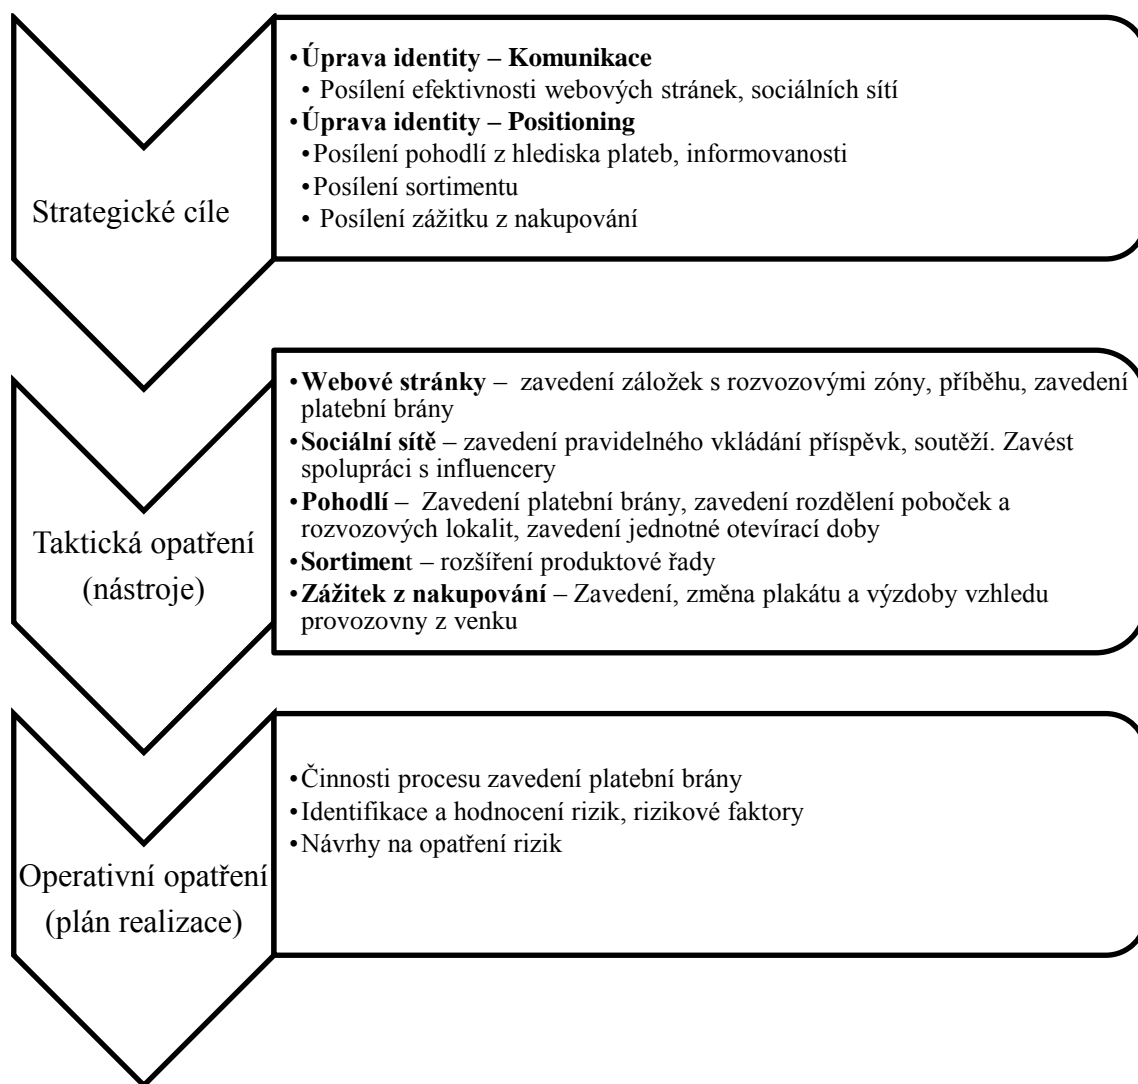 Strategické cíle
•Úprava identity – Komunikace
• Posílení efektivnosti webových stránek, sociálních sítí
•Úprava identity – Positioning
•Posílení pohodlí z hlediska plateb, informovanosti
•Posílení sortimentu
• Posílení zážitku z nakupování
Taktická opatření
(nástroje)
•Webové stránky – zavedení záložek s rozvozovými zóny, příběhu, zavedení
platební brány
•Sociální sítě – zavedení pravidelného vkládání příspěvk, soutěží. Zavést
spolupráci s influencery
•Pohodlí – Zavedení platební brány, zavedení rozdělení poboček a
rozvozových lokalit, zavedení jednotné otevírací doby
•Sortiment – rozšíření produktové řady
•Zážitek z nakupování – Zavedení, změna plakátu a výzdoby vzhledu
provozovny z venku
Operativní opatření
(plán realizace)
•Činnosti procesu zavedení platební brány
•Identifikace a hodnocení rizik, rizikové faktory
•Návrhy na opatření rizik